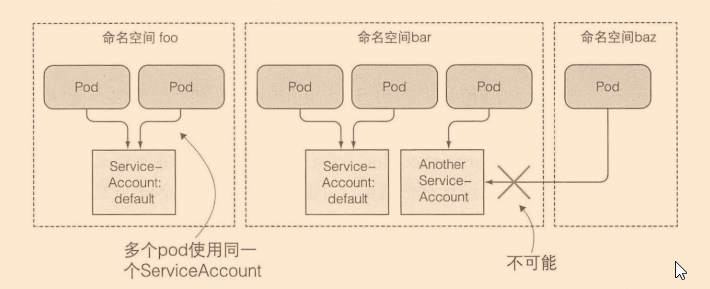 命名空间 foo
命名空间bar
命名空间baz
Pod
Pod
Pod
Pod
Pod
Pod
Service-
Account:
default
Service-
Account:
default
Another
Service-
Account
多个pod使用同一
个ServiceAccount
不可能